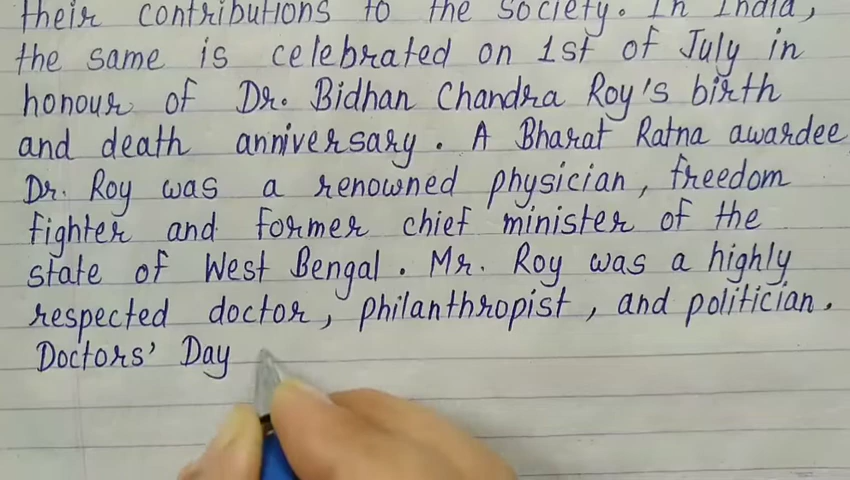 their contributions to the society. In India,
the same is celebrated on 1st of July in
honour of Dr. Bidhan Chandra Roy's birth
and death anniversary. A Bharat Ratna awardee
Dr. Roy was a renowned physician, freedom
fighter and former chief minister of the
state of West Bengal. Mr. Roy was a highly
respected doctor, philanthropist, and politician.
Doctors' Day